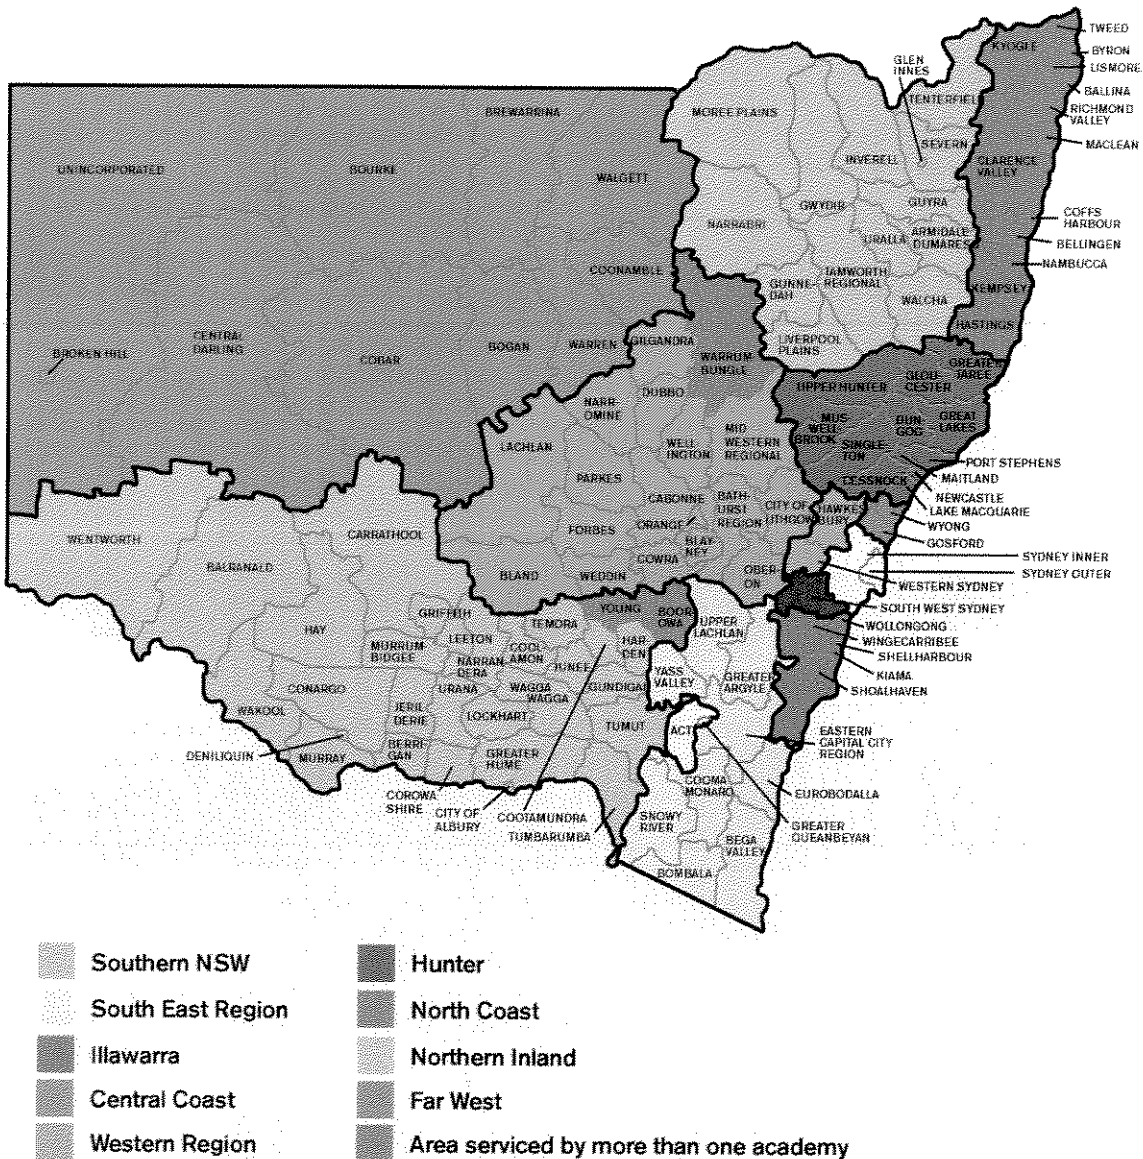 TWEED
KYOGLE
BYRON
LISMORE
GLEN
INNES
BALLINA
TENTERFIELD
RICHMOND
VALLEY
MOREE PLAINS
BREWARRINA
SEVERN
MACLEAN
INVERELL
CLARENCE
VALLEY
UNINCORPORATED
BOURKE
WALGETT
GWYDIR
GUYRA
COFFS
HARBOUR
NARRABRI
URALLA
ARMIDALE
DUMARES
BELLINGEN
NAMBUCCA
COONAMBLE
GUNNE-
DAH
TAMWORTH
REGIONAL
WALCHA
KEMPSEY
HASTINGS
BROKEN HILL
CENTRAL
DARLING
COBAR
BOGAN
WARREN
GILGANDRA
WARRUM
BUNGLE
LIVERPOOL
PLAINS
UPPER HUNTER
GLOU-
CESTER
GREATER
TAREE
DUBBO
NARR
OMINE
MUS
WELL
BROOK
DUN
GOG
GREAT
LAKES
LACHLAN
WELL
INGTON
MID
WESTERN
REGIONAL
SINGLE-
TON
PORT STEPHENS
MAITLAND
PARKES
CESSNOCK
NEWCASTLE
LAKE MACQUARIE
CABONNE
BATH-
URST
REGION
CITY OF
LITHGOW
HAWKES
BURY
WYONG
GOSFORD
WENTWORTH
CARRATHOOL
FORBES
ORANGE
BLAY
NEY
COWRA
SYDNEY INNER
SYDNEY OUTER
BALRANALD
BLAND
WEDDIN
OBER-
ON
WESTERN SYDNEY
SOUTH WEST SYDNEY
GRIFFITH
TEMORA
YOUNG
BOOR
OWA
UPPER
LACHLAN
WOLLONGONG
WINGECARRIBEE
SHELLHARBOUR
HAY
MURRUM
BIDGEE
LEETON
COOL
AMON
HAR
DEN
NARRAN
DERA
JUNEE
YASS
VALLEY
GREATER
ARGYLE
KIAMA
SHOALHAVEN
CONARGO
URANA
WAGGA
WAGGA
GUNDIGAI
WAKOOL
JERIL
DERIE
LOCKHART
TUMUT
ACT
EASTERN
CAPITAL CITY
REGION
DENILIQUIN
MURRAY
BERRI
GAN
GREATER
HUME
COROWA
SHIRE
CITY OF
ALBURY
COOTAMUNDRA
TUMBARUMBA
COOMA
MONARO
EUROBODALLA
SNOWY
RIVER
GREATER
QUEANBEYAN
BEGA
VALLEY
BOMBALA
Southern NSW
South East Region
Illawarra
Central Coast
Western Region
Hunter
North Coast
Northern Inland
Far West
Area serviced by more than one academy